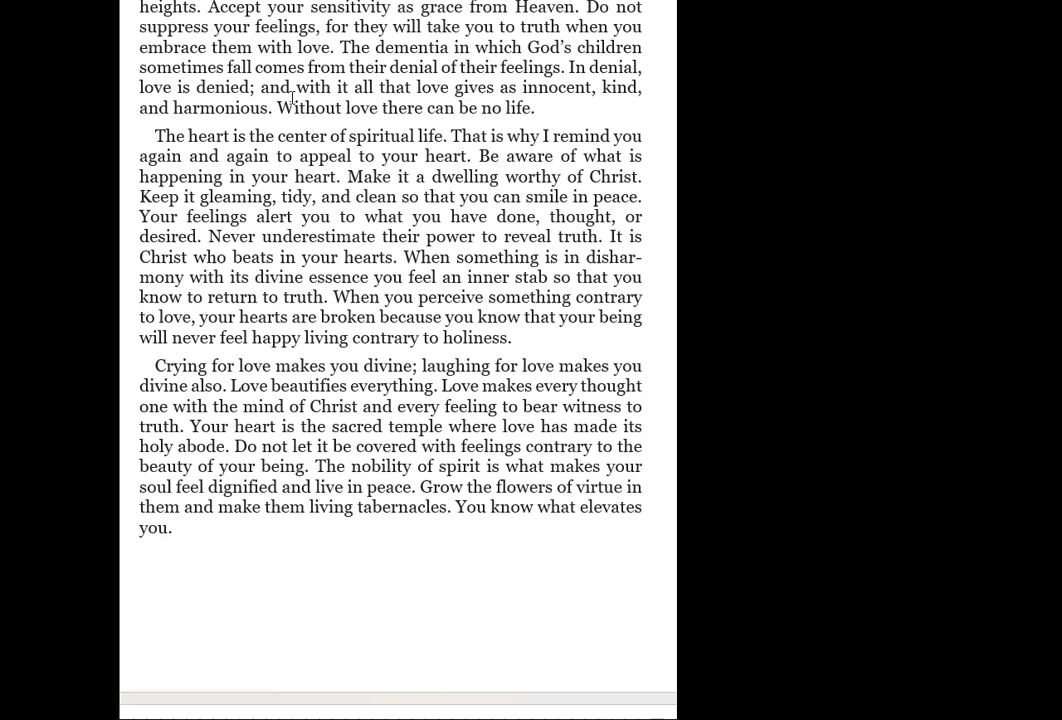 heights. Accept your sensitivity as grace from Heaven. Do not
suppress your feelings, for they will take you to truth when you
embrace them with love. The dementia in which God’s children
sometimes fall comes from their denial of their feelings. In denial,
love is denied; and with it all that love gives as innocent, kind,
and harmonious. Without love there can be no life.
The heart is the center of spiritual life. That is why I remind you
again and again to appeal to your heart. Be aware of what is
happening in your heart. Make it a dwelling worthy of Christ.
Keep it gleaming, tidy, and clean so that you can smile in peace.
Your feelings alert you to what you have done, thought, or
desired. Never underestimate their power to reveal truth. It is
Christ who beats in your hearts. When something is in dishar-
mony with its divine essence you feel an inner stab so that you
know to return to truth. When you perceive something contrary
to love, your hearts are broken because you know that your being
will never feel happy living contrary to holiness.
Crying for love makes you divine; laughing for love makes you
divine also. Love beautifies everything. Love makes every thought
one with the mind of Christ and every feeling to bear witness to
truth. Your heart is the sacred temple where love has made its
holy abode. Do not let it be covered with feelings contrary to the
beauty of your being. The nobility of spirit is what makes your
soul feel dignified and live in peace. Grow the flowers of virtue in
them and make them living tabernacles. You know what elevates
you.